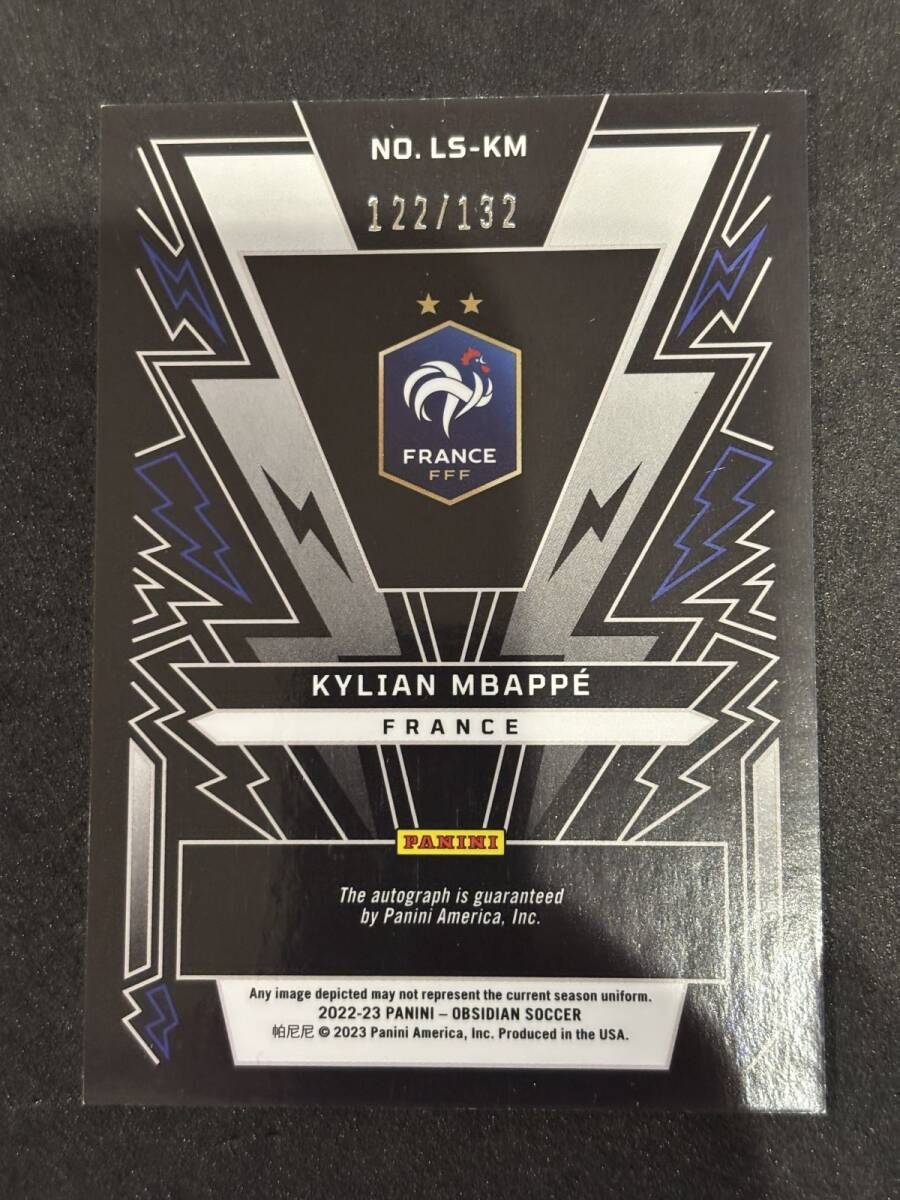 NO. LS-KM
122/132
FRANCE
FFF
KYLIAN MBAPPÉ
FRANCE
PANINI
The autograph is guaranteed
by Panini America, Inc.
Any image depicted may not represent the current season uniform.
2022-23 PANINI – OBSIDIAN SOCCER
帕尼尼 © 2023 Panini America, Inc. Produced in the USA.